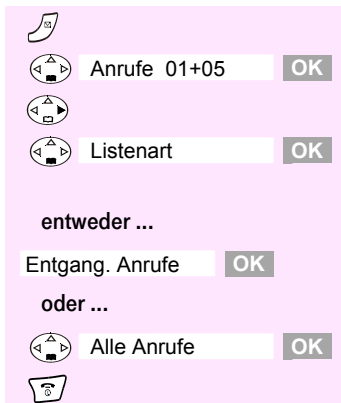 Anrufe 01+05 OK
Listenart OK
entweder ...
Entgang. Anrufe OK
oder ...
Alle Anrufe OK